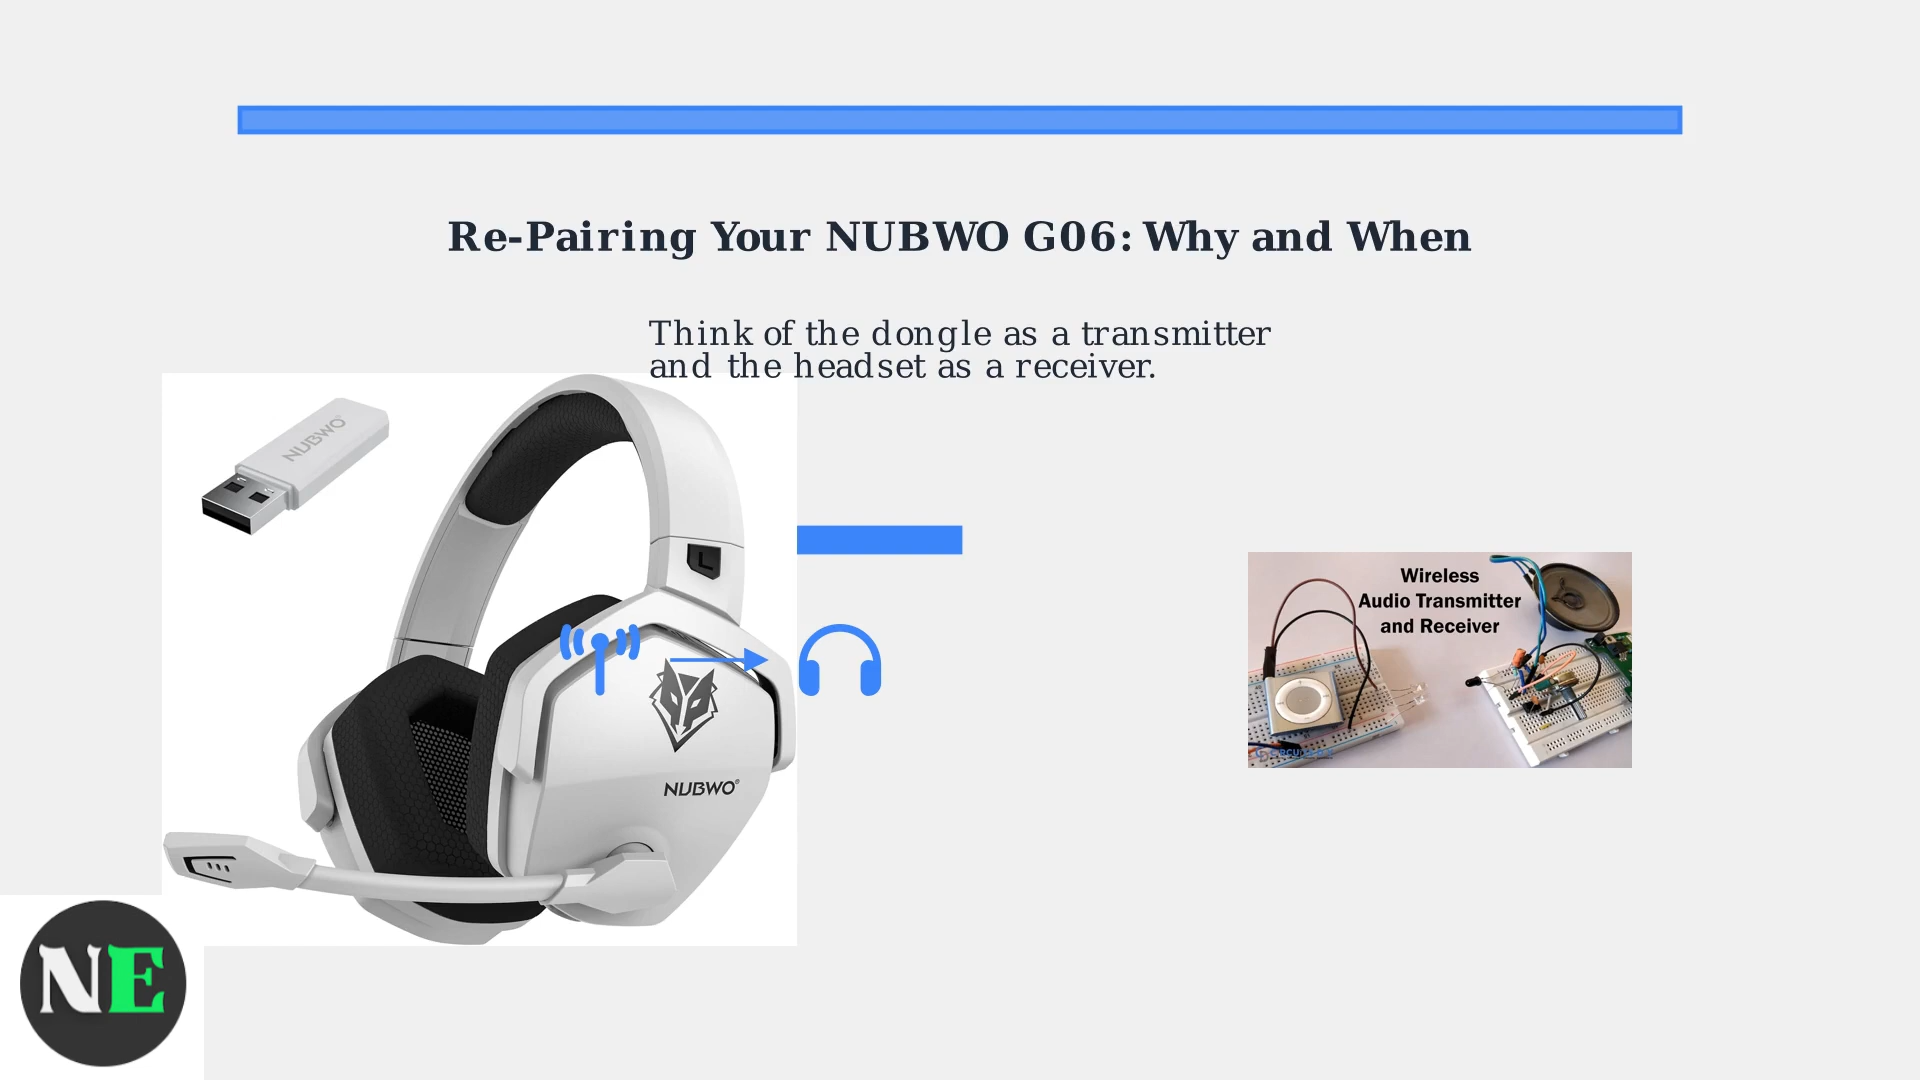 Re-Pairing Your NUBWO G06: Why and When
Think of the dongle as a transmitter
and the headset as a receiver.
NUBWO
L
NUBWO
Wireless
Audio Transmitter
and Receiver
NE